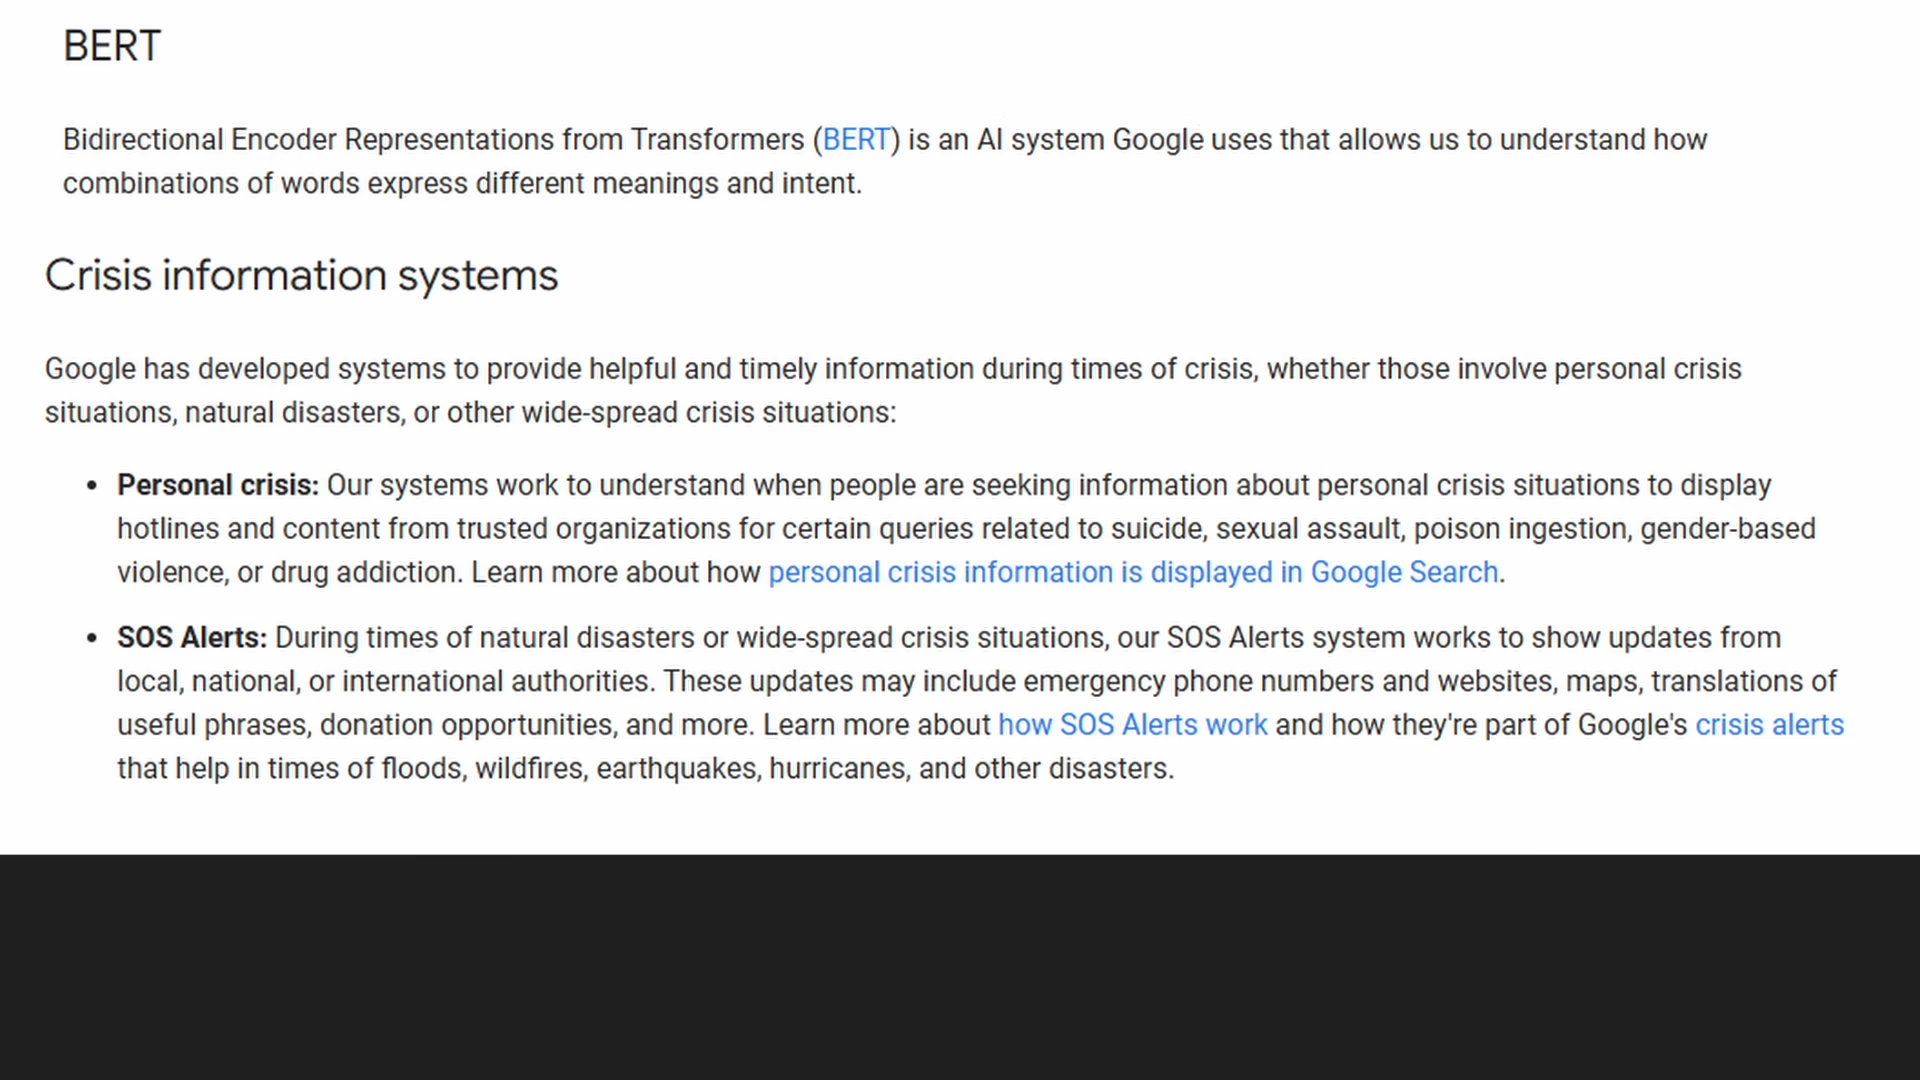 BERT
Bidirectional Encoder Representations from Transformers (BERT) is an AI system Google uses that allows us to understand how
combinations of words express different meanings and intent.
Crisis information systems
Google has developed systems to provide helpful and timely information during times of crisis, whether those involve personal crisis
situations, natural disasters, or other wide-spread crisis situations:
• Personal crisis: Our systems work to understand when people are seeking information about personal crisis situations to display
hotlines and content from trusted organizations for certain queries related to suicide, sexual assault, poison ingestion, gender-based
violence, or drug addiction. Learn more about how personal crisis information is displayed in Google Search.
• SOS Alerts: During times of natural disasters or wide-spread crisis situations, our SOS Alerts system works to show updates from
local, national, or international authorities. These updates may include emergency phone numbers and websites, maps, translations of
useful phrases, donation opportunities, and more. Learn more about how SOS Alerts work and how they're part of Google's crisis alerts
that help in times of floods, wildfires, earthquakes, hurricanes, and other disasters.